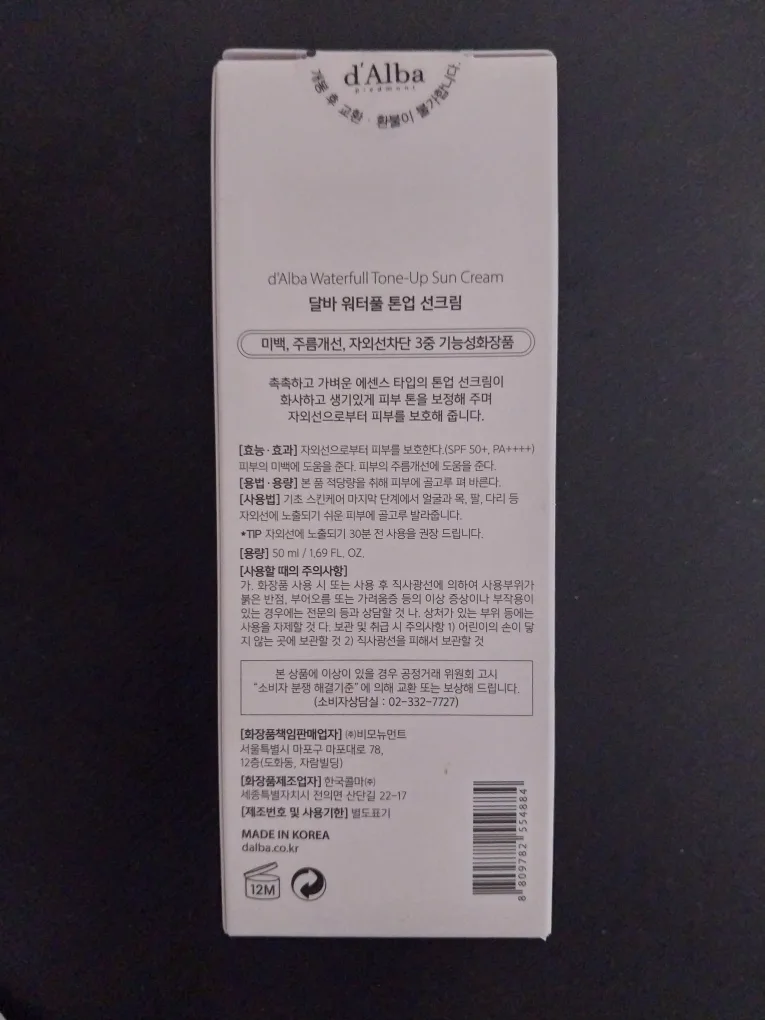 d'Alba
piedmont
개봉 후 교환 · 환불이 불가합니다.
d'Alba Waterfull Tone-Up Sun Cream
달바 워터풀 톤업 선크림
미백, 주름개선, 자외선차단 3중 기능성화장품
촉촉하고 가벼운 에센스 타입의 톤업 선크림이
화사하고 생기있게 피부 톤을 보정해 주며
자외선으로부터 피부를 보호해 줍니다.
[효능·효과] 자외선으로부터 피부를 보호한다.(SPF 50+, PA++++)
피부의 미백에 도움을 준다. 피부의 주름개선에 도움을 준다.
[용법·용량] 본 품 적당량을 취해 피부에 골고루 펴 바른다.
[사용법] 기초 스킨케어 마지막 단계에서 얼굴과 목, 팔, 다리 등
자외선에 노출되기 쉬운 피부에 골고루 발라줍니다.
★TIP 자외선에 노출되기 30분 전 사용을 권장 드립니다.
[용량] 50 ml / 1.69 FL. OZ.
[사용할 때의 주의사항]
가. 화장품 사용 시 또는 사용 후 직사광선에 의하여 사용부위가
붉은 반점, 부어오름 또는 가려움증 등의 이상 증상이나 부작용이
있는 경우에는 전문의 등과 상담할 것 나. 상처가 있는 부위 등에는
사용을 자제할 것 다. 보관 및 취급 시 주의사항 1) 어린이의 손이 닿
지 않는 곳에 보관할 것 2) 직사광선을 피해서 보관할 것
본 상품에 이상이 있을 경우 공정거래 위원회 고시
"소비자 분쟁 해결기준"에 의해 교환 또는 보상해 드립니다.
(소비자상담실 : 02-332-7727)
[화장품책임판매업자] ㈜비모뉴먼트
서울특별시 마포구 마포대로 78,
12층(도화동, 자람빌딩)
[화장품제조업자] 한국콜마㈜
세종특별자치시 전의면 산단길 22-17
[제조번호 및 사용기한] 별도표기
MADE IN KOREA
dalba.co.kr
12M
8 809782 554884